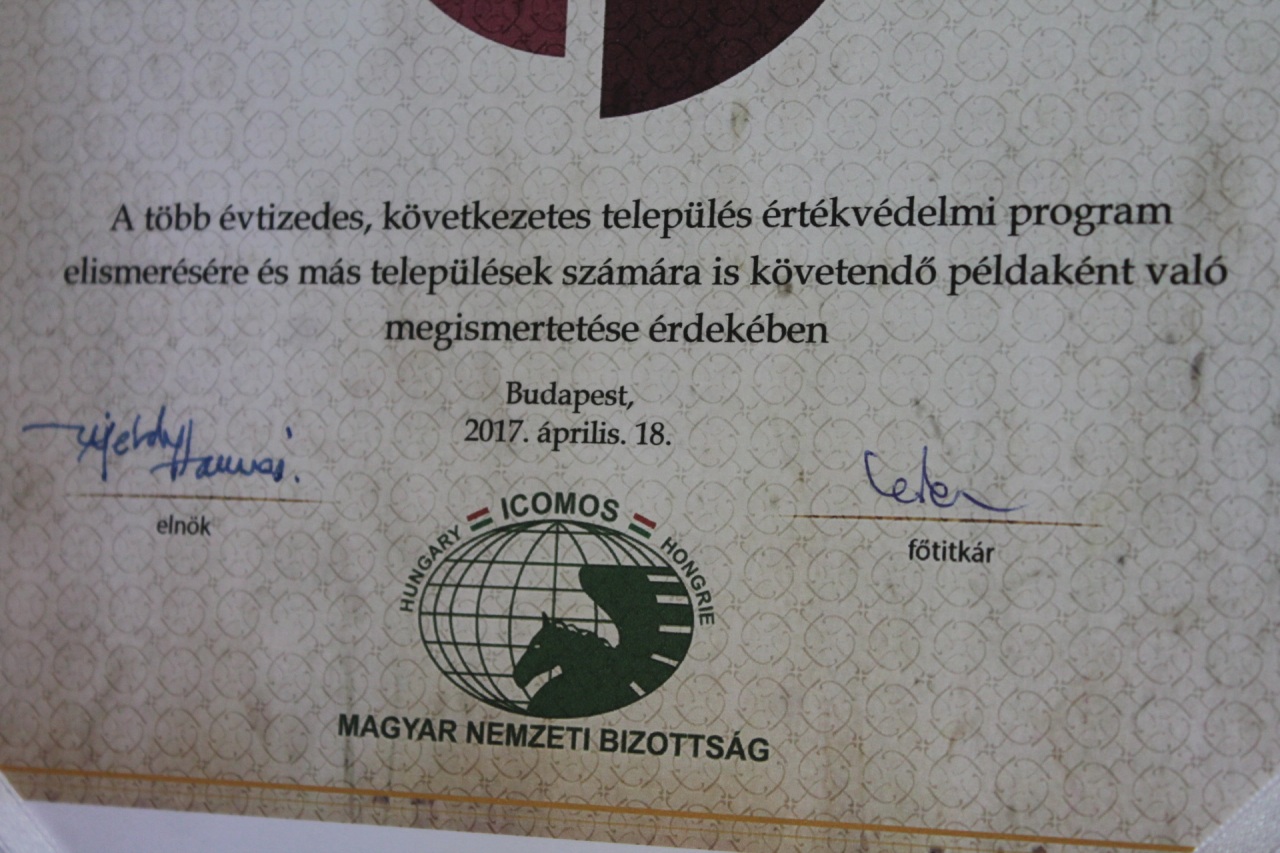 A több évtizedes, következetes település értékvédelmi program
elismerésére és más települések számára is követendő példaként való
megismertetése érdekében
Budapest,
2017. április. 18.
elnök
főtitkár
ICOMOS
HUNGARY
HONGRIE
MAGYAR NEMZETI BIZOTTSÁG